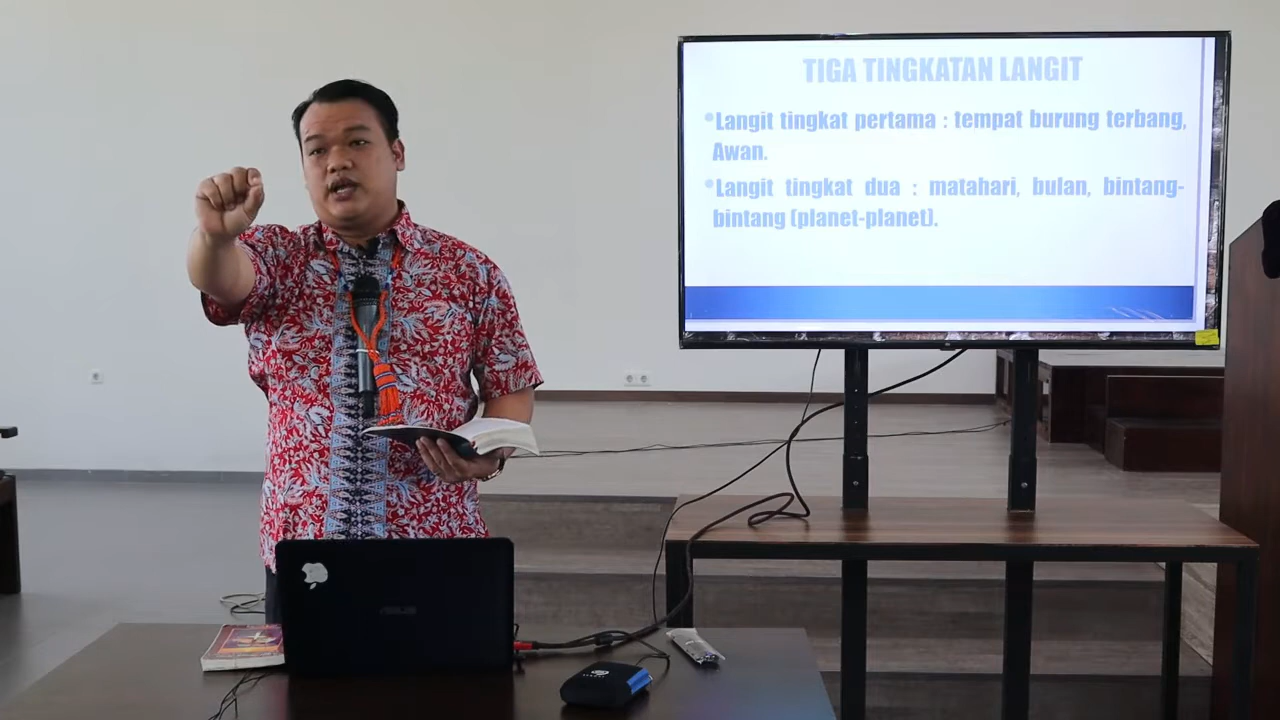 TIGA TINGKATAN LANGIT
•Langit tingkat pertama : tempat burung terbang,
Awan.
•Langit tingkat dua : matahari, bulan, bintang-
bintang (planet-planet).
ASUS